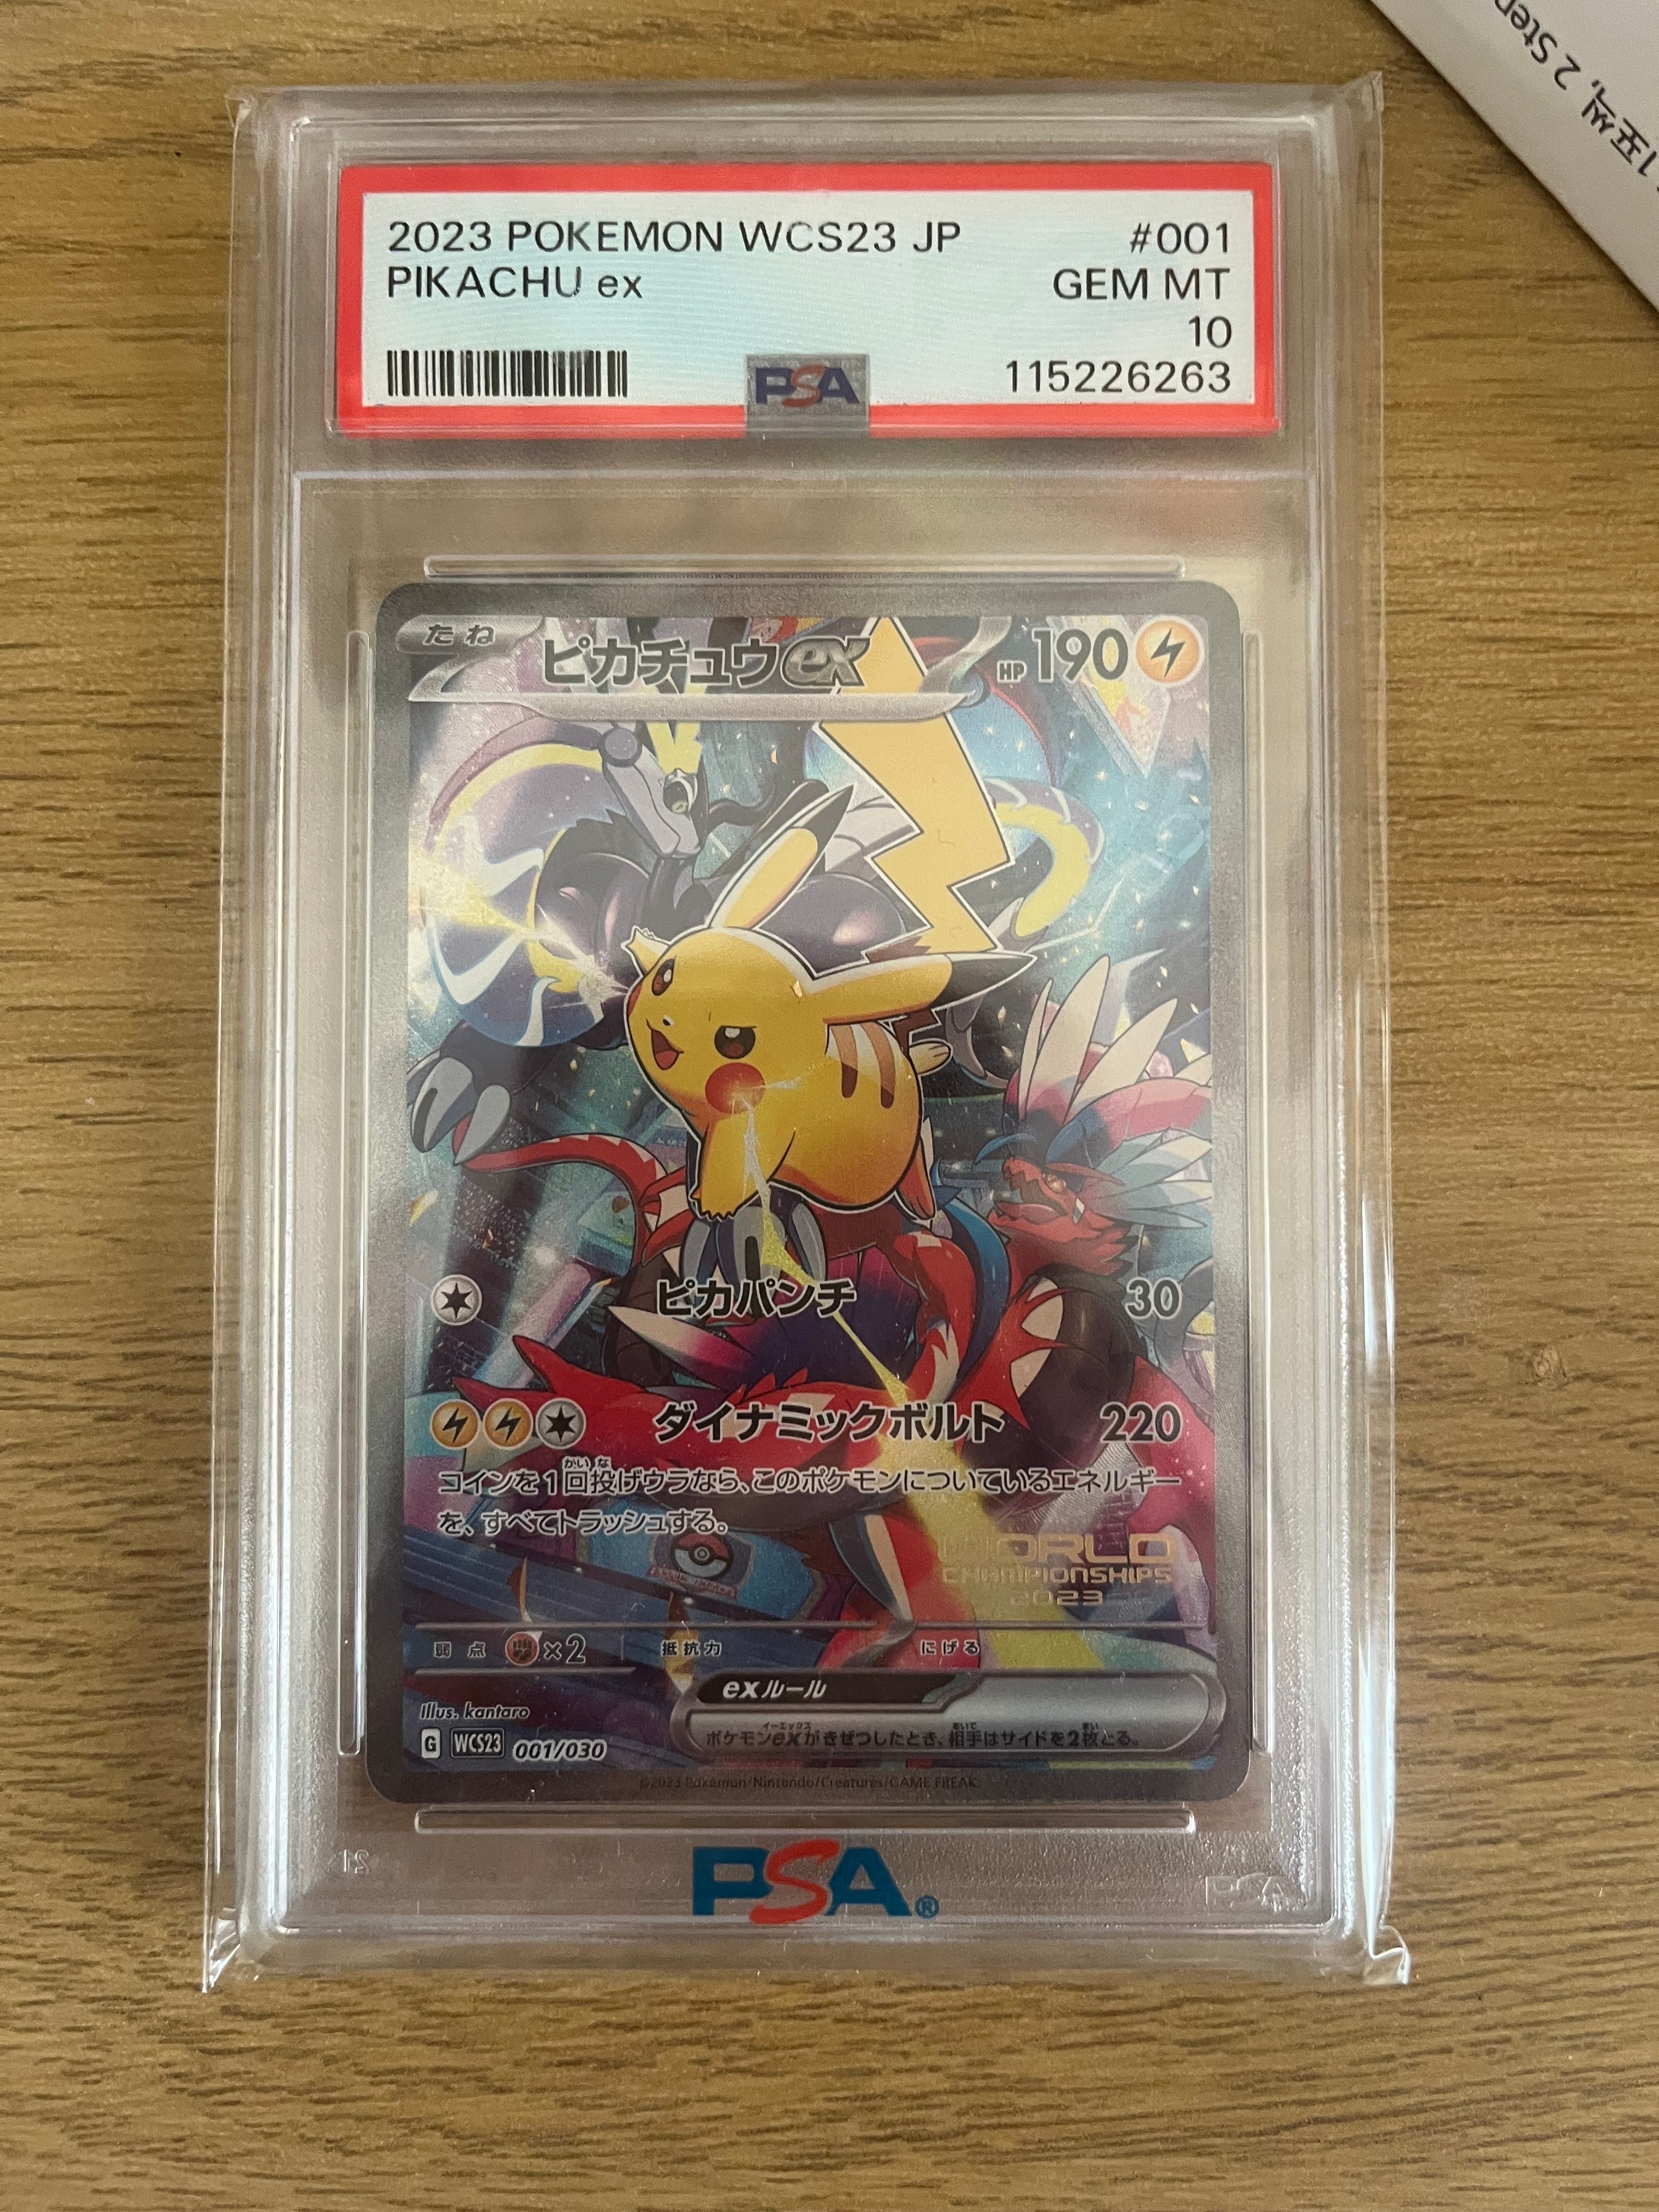 1포씩, 2 Step
2023 POKEMON WCS23 JP #001
PIKACHU ex GEM MT
10
PSA 115226263
たね ピカチュウex HP 190
ピカパンチ 30
ダイナミックボルト 220
コインを1回投げウラなら、このポケモンについているエネルギー
を、すべてトラッシュする。
WORLD
CHAMPIONSHIPS
2023
弱点 ×2 抵抗力 にげる
exルール
ポケモンexがきぜつしたとき、相手はサイドを2枚とる。
Illus. kantaro
G WCS23 001/030
©2023 Pokémon/Nintendo/Creatures/GAME FREAK
PSA®
PSA